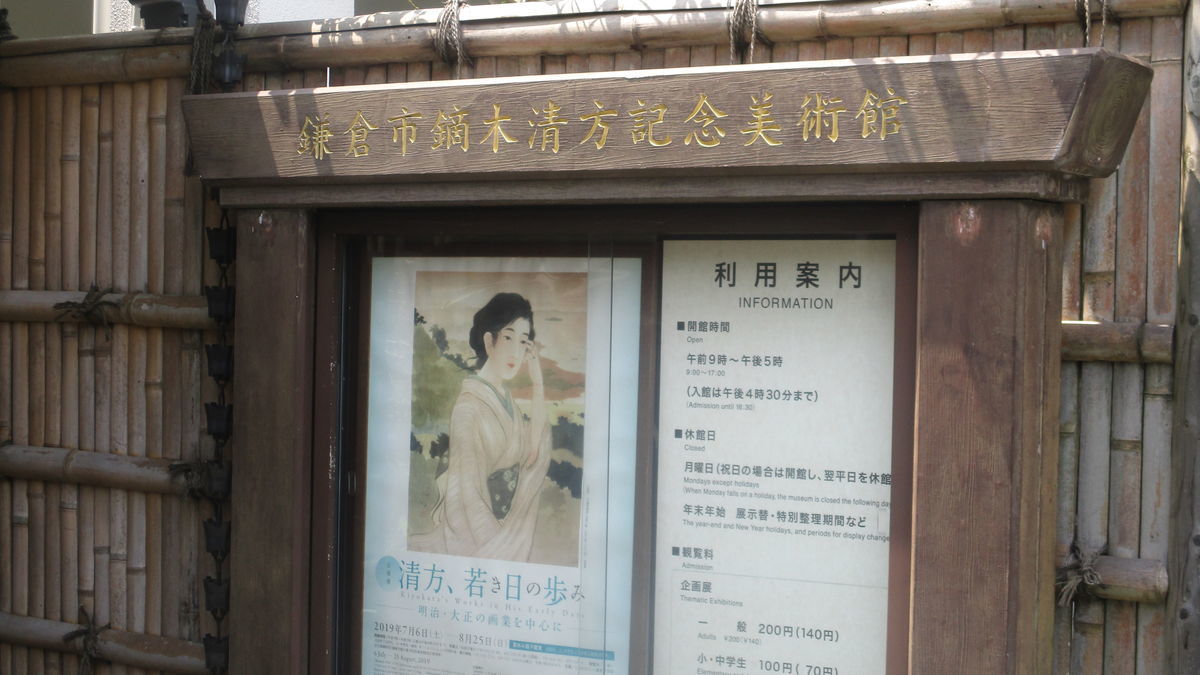 鎌倉市鏑木清方記念美術館
企画展
清方、若き日の歩み
Kiyokata's Works in His Early Days
明治・大正の画業を中心に
2019年7月6日(土)――8月25日(日)
6 July - 25 August, 2019
利用案内
INFORMATION
■開館時間
Open
午前9時～午後5時
9:00～17:00
(入館は午後4時30分まで)
(Admission until 16:30)
■休館日
Closed
月曜日(祝日の場合は開館し、翌平日を休館
Mondays except holidays
(When Monday falls on a holiday, the museum is closed the following day
年末年始 展示替・特別整理期間など
The year-end and New Year holidays, and periods for display change
■観覧料
Admission
企画展
Thematic Exhibitions
一 般 200円(140円)
Adults ¥200(¥140)
小・中学生 100円( 70円)